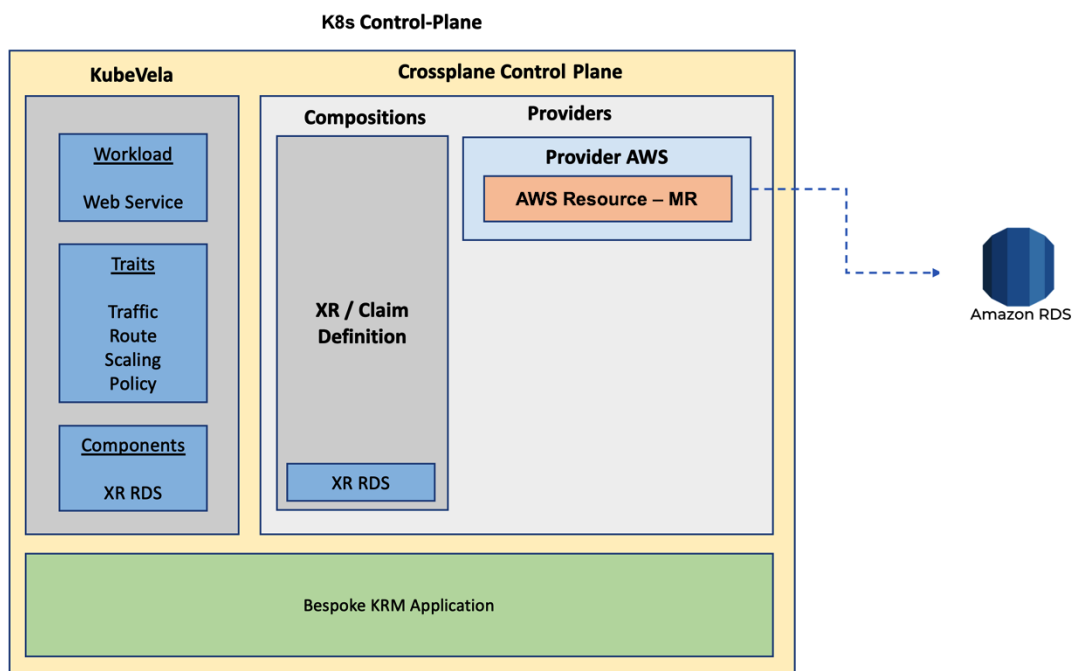 K8s Control-Plane
KubeVela
Crossplane Control Plane
Workload
Web Service
Traits
Traffic
Route
Scaling
Policy
Components
XR RDS
Compositions
XR / Claim
Definition
XR RDS
Providers
Provider AWS
AWS Resource – MR
Amazon RDS
Bespoke KRM Application